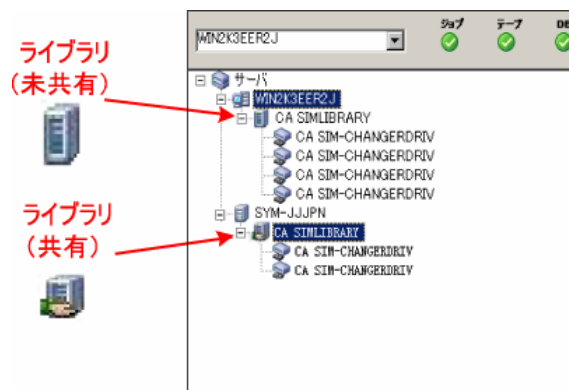 ライブラリ
(未共有)
ライブラリ
(共有)
WIN2K3EER2J
ジョブ
テープ
DB
サーバ
WIN2K3EER2J
CA SIMLIBRARY
CA SIM-CHANGERDRIV
CA SIM-CHANGERDRIV
CA SIM-CHANGERDRIV
CA SIM-CHANGERDRIV
SYM-JJJPN
CA SIMLIBRARY
CA SIM-CHANGERDRIV
CA SIM-CHANGERDRIV